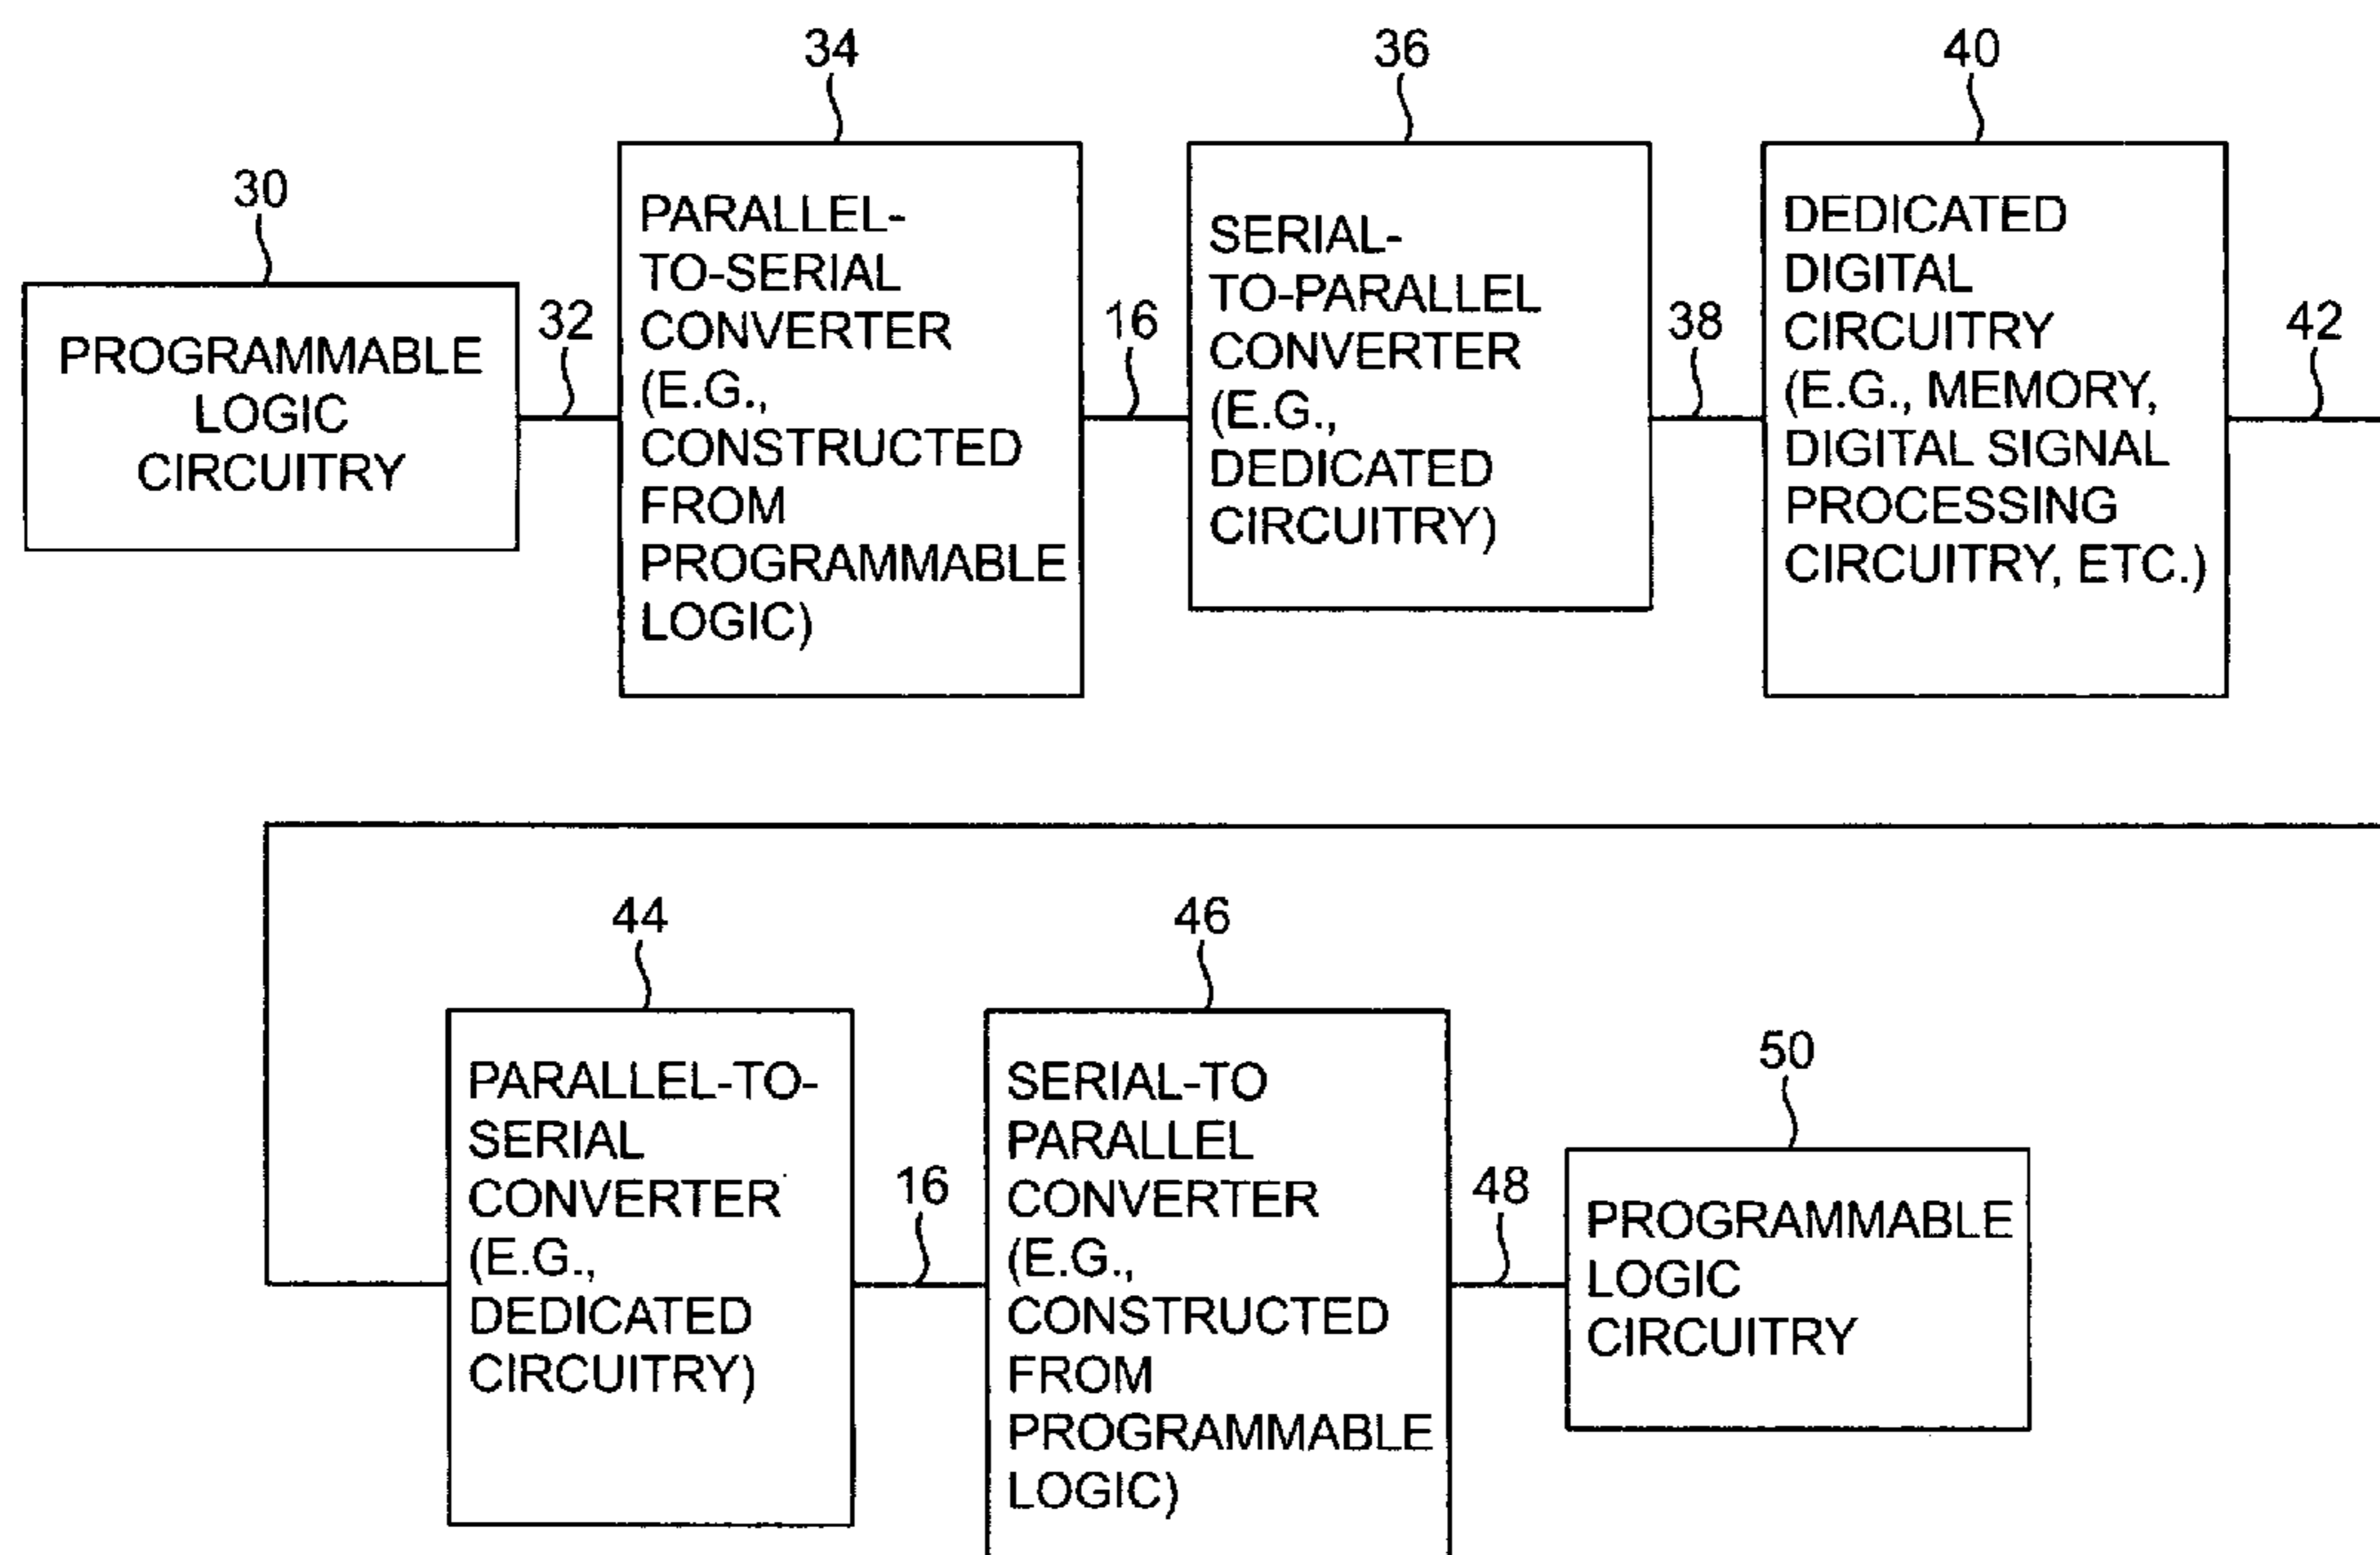 34
36
40
30
PROGRAMMABLE
LOGIC
CIRCUITRY
32
PARALLEL-
TO-SERIAL
CONVERTER
(E.G.,
CONSTRUCTED
FROM
PROGRAMMABLE
LOGIC)
16
SERIAL-
TO-PARALLEL
CONVERTER
(E.G.,
DEDICATED
CIRCUITRY)
38
DEDICATED
DIGITAL
CIRCUITRY
(E.G., MEMORY,
DIGITAL SIGNAL
PROCESSING
CIRCUITRY, ETC.)
42
44
46
50
PARALLEL-TO-
SERIAL
CONVERTER
(E.G.,
DEDICATED
CIRCUITRY)
16
SERIAL-TO
PARALLEL
CONVERTER
(E.G.,
CONSTRUCTED
FROM
PROGRAMMABLE
LOGIC)
48
PROGRAMMABLE
LOGIC
CIRCUITRY